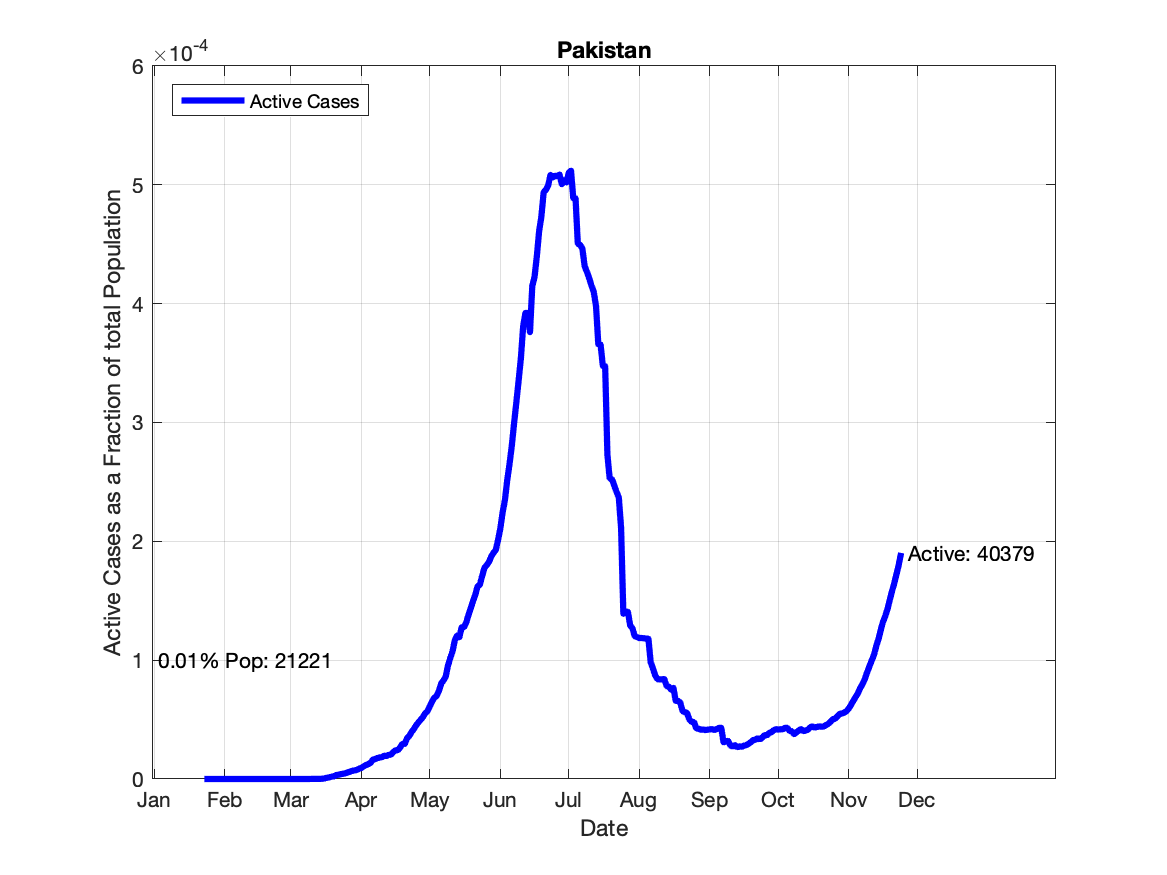 Pakistan
×10-4
Active Cases
6
5
4
3
2
1
0
Active Cases as a Fraction of total Population
0.01% Pop: 21221
Active: 40379
Jan Feb Mar Apr May Jun Jul Aug Sep Oct Nov Dec
Date